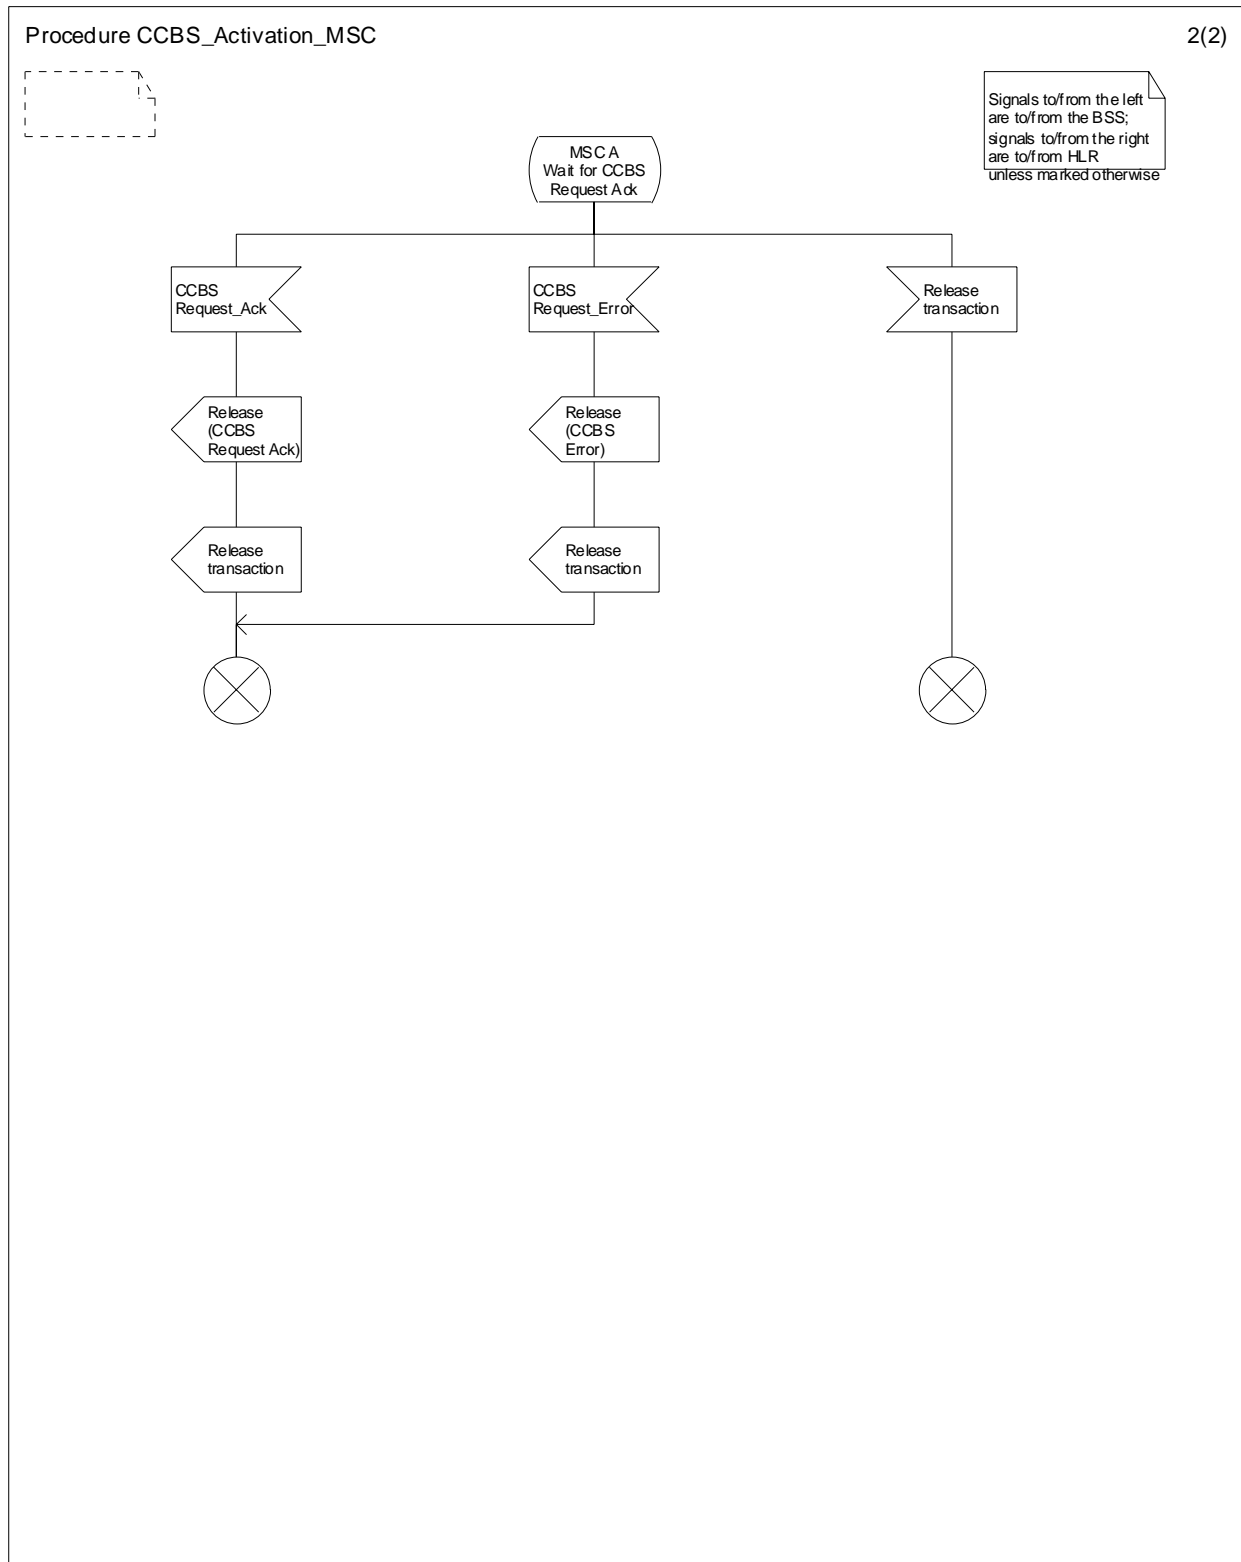 Procedure CCBS_Activation_MSC
2(2)
Signals to/from the left
are to/from the BSS;
signals to/from the right
are to/from HLR
unless marked otherwise
MSC A
Wait for CCBS
Request Ack
CCBS
Request_Ack
CCBS
Request_Error
Release
transaction
Release
(CCBS
Request Ack)
Release
(CCBS
Error)
Release
transaction
Release
transaction